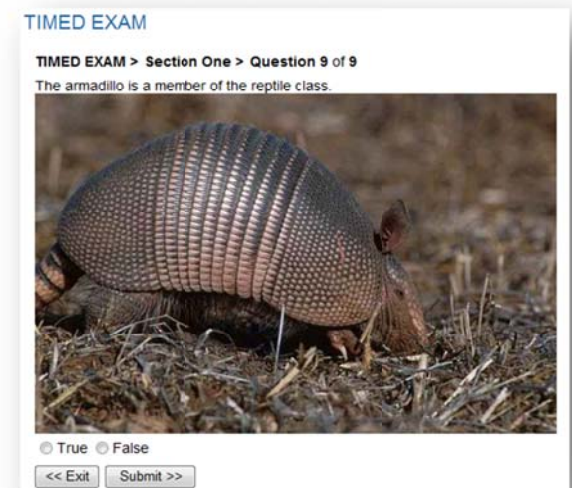 TIMED EXAM
TIMED EXAM > Section One > Question 9 of 9
The armadillo is a member of the reptile class.
True False
<< Exit Submit >>